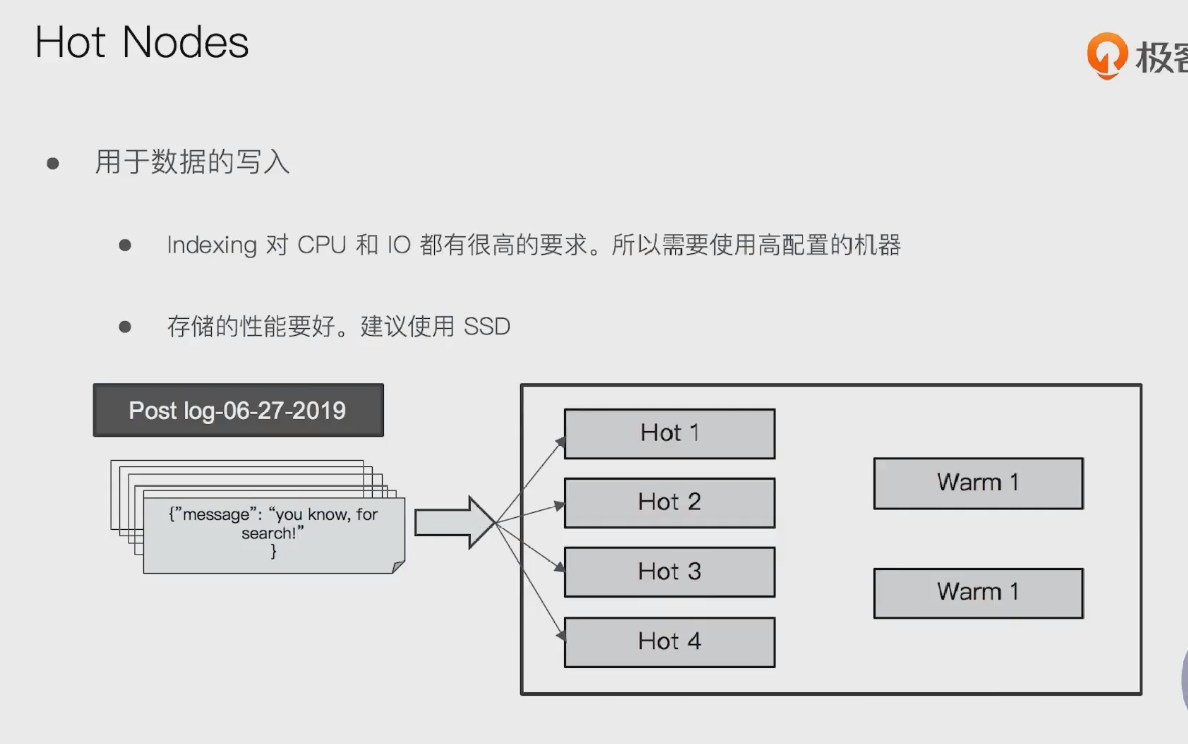 Hot Nodes
极客
用于数据的写入
Indexing 对 CPU 和 IO 都有很高的要求。所以需要使用高配置的机器
存储的性能要好。建议使用 SSD
Post log-06-27-2019
{"message": “you know, for
search!”
}
Hot 1
Hot 2
Hot 3
Hot 4
Warm 1
Warm 1